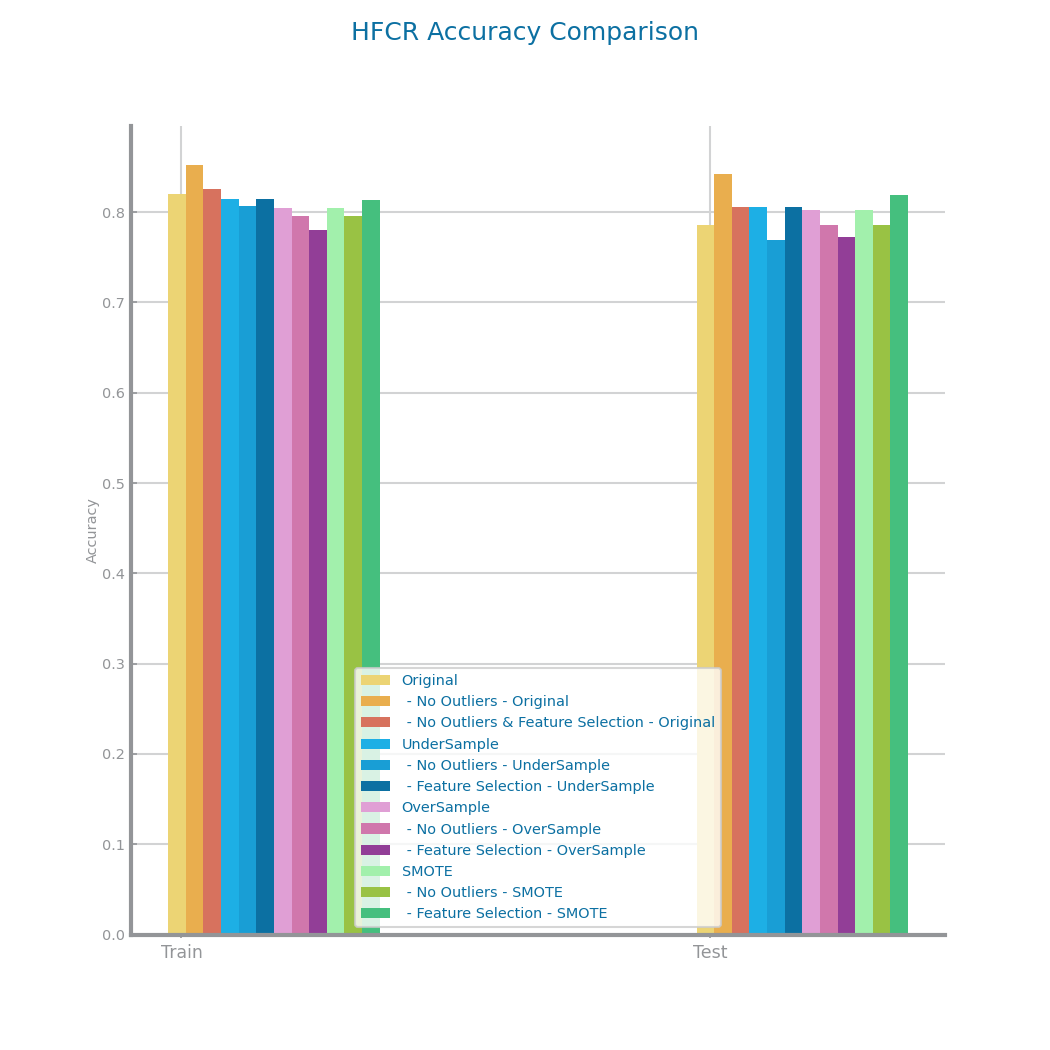 HFCR Accuracy Comparison
Accuracy
0.8
0.7
0.6
0.5
0.4
0.3
0.2
0.1
0.0
Original
- No Outliers - Original
- No Outliers & Feature Selection - Original
UnderSample
- No Outliers - UnderSample
- Feature Selection - UnderSample
OverSample
- No Outliers - OverSample
- Feature Selection - OverSample
SMOTE
- No Outliers - SMOTE
- Feature Selection - SMOTE
Train Test